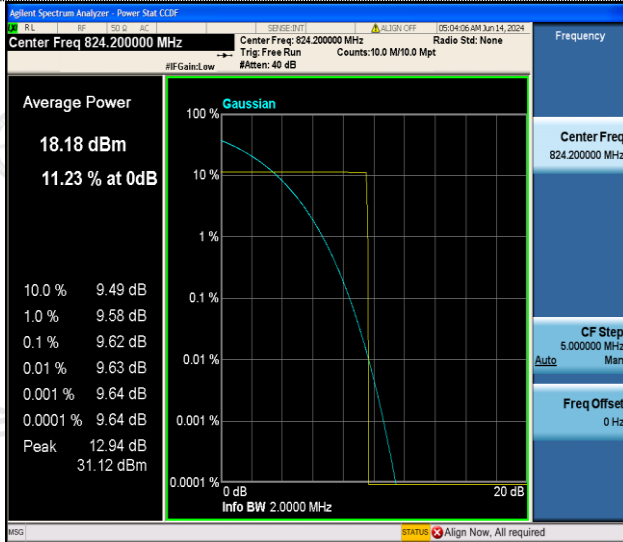 Agilent Spectrum Analyzer - Power Stat CCDF
RL RF 50 Ω AC SENSE:INT ALIGN OFF 05:04:06 AM Jun 14, 2024
Center Freq 824.200000 MHz
Center Freq: 824.200000 MHz Radio Std: None
Trig: Free Run Counts:10.0 M/10.0 Mpt
#IFGain:Low #Atten: 40 dB
Frequency
Center Freq
824.200000 MHz
CF Step
5.000000 MHz
Auto Man
Freq Offset
0 Hz
Average Power
18.18 dBm
11.23 % at 0dB
10.0 % 9.49 dB
1.0 % 9.58 dB
0.1 % 9.62 dB
0.01 % 9.63 dB
0.001 % 9.64 dB
0.0001 % 9.64 dB
Peak 12.94 dB
31.12 dBm
Gaussian
100 %
10 %
1 %
0.1 %
0.01 %
0.001 %
0.0001 %
0 dB 20 dB
Info BW 2.0000 MHz
MSG STATUS Align Now, All required